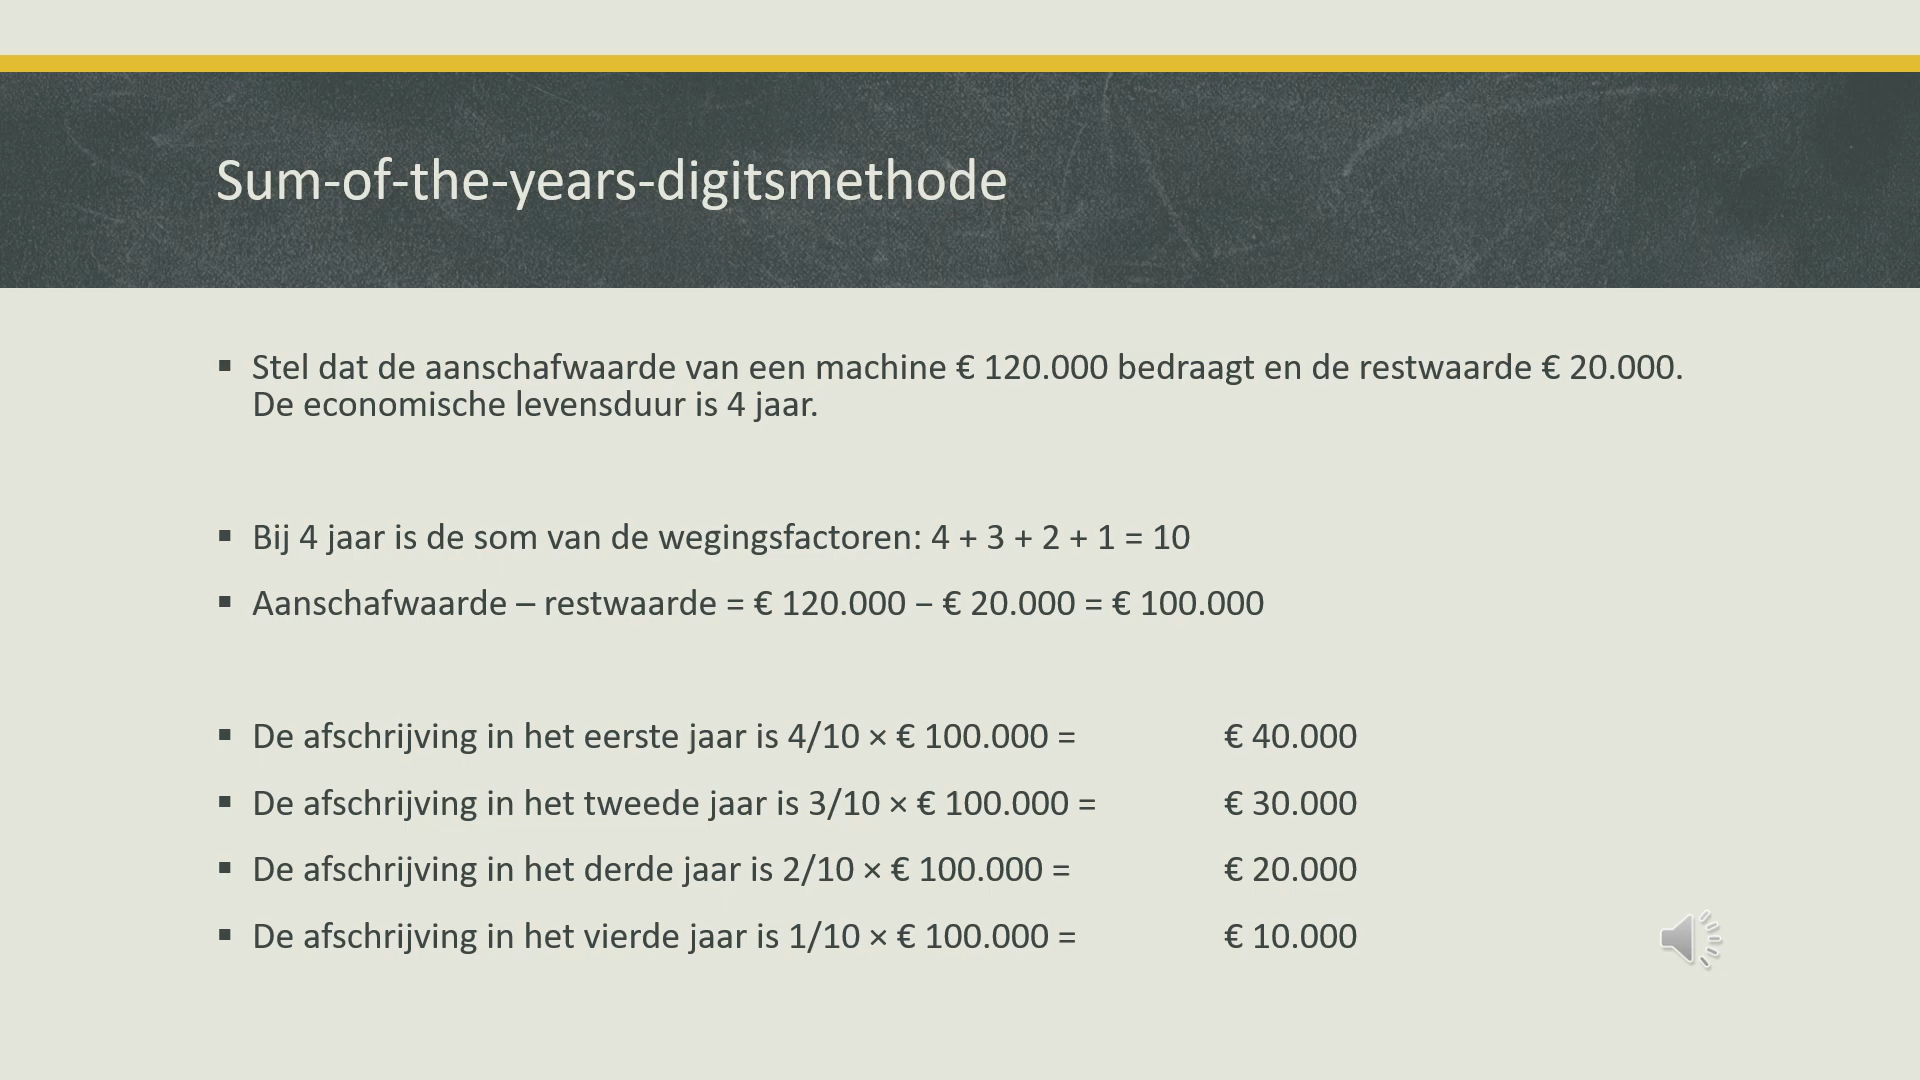 Sum-of-the-years-digitsmethode
▪ Stel dat de aanschafwaarde van een machine € 120.000 bedraagt en de restwaarde € 20.000.
De economische levensduur is 4 jaar.
▪ Bij 4 jaar is de som van de wegingsfactoren: 4 + 3 + 2 + 1 = 10
▪ Aanschafwaarde – restwaarde = € 120.000 − € 20.000 = € 100.000
▪ De afschrijving in het eerste jaar is 4/10 × € 100.000 = € 40.000
▪ De afschrijving in het tweede jaar is 3/10 × € 100.000 = € 30.000
▪ De afschrijving in het derde jaar is 2/10 × € 100.000 = € 20.000
▪ De afschrijving in het vierde jaar is 1/10 × € 100.000 = € 10.000